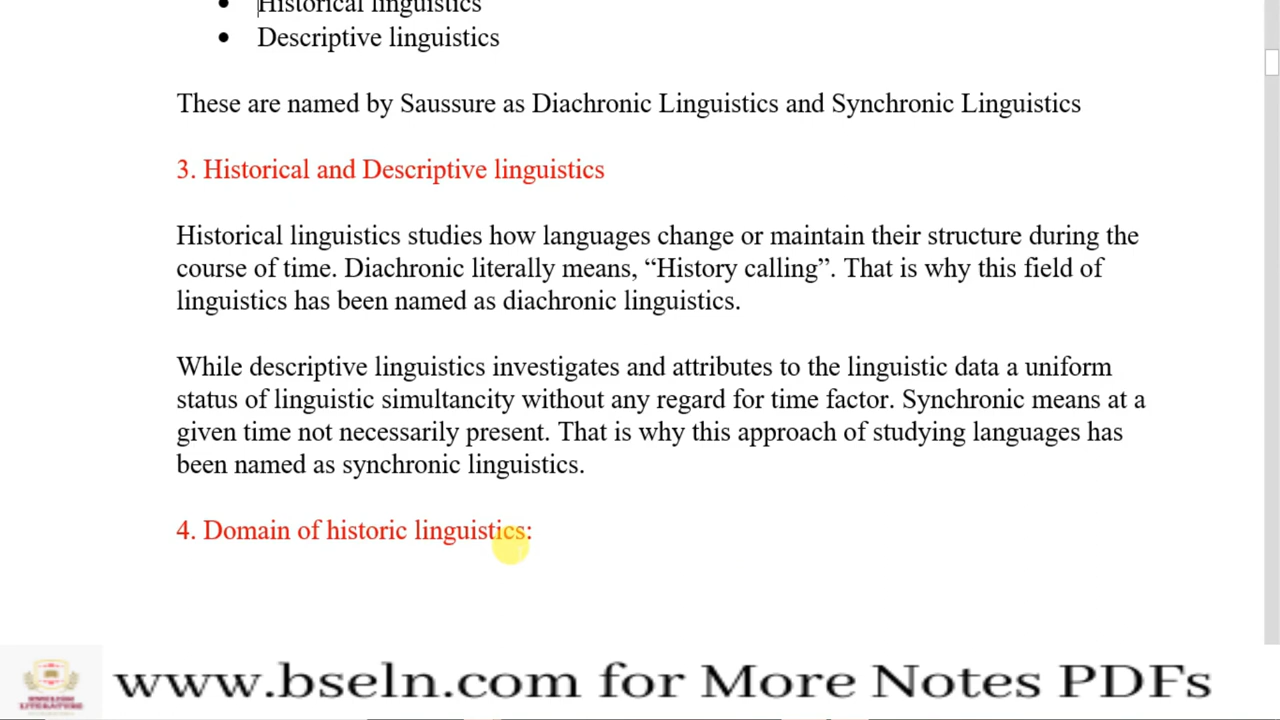 • Historical linguistics
• Descriptive linguistics
These are named by Saussure as Diachronic Linguistics and Synchronic Linguistics
3. Historical and Descriptive linguistics
Historical linguistics studies how languages change or maintain their structure during the
course of time. Diachronic literally means, “History calling”. That is why this field of
linguistics has been named as diachronic linguistics.
While descriptive linguistics investigates and attributes to the linguistic data a uniform
status of linguistic simultancity without any regard for time factor. Synchronic means at a
given time not necessarily present. That is why this approach of studying languages has
been named as synchronic linguistics.
4. Domain of historic linguistics:
www.bseln.com for More Notes PDFs
ENGLISH
LITERATURE